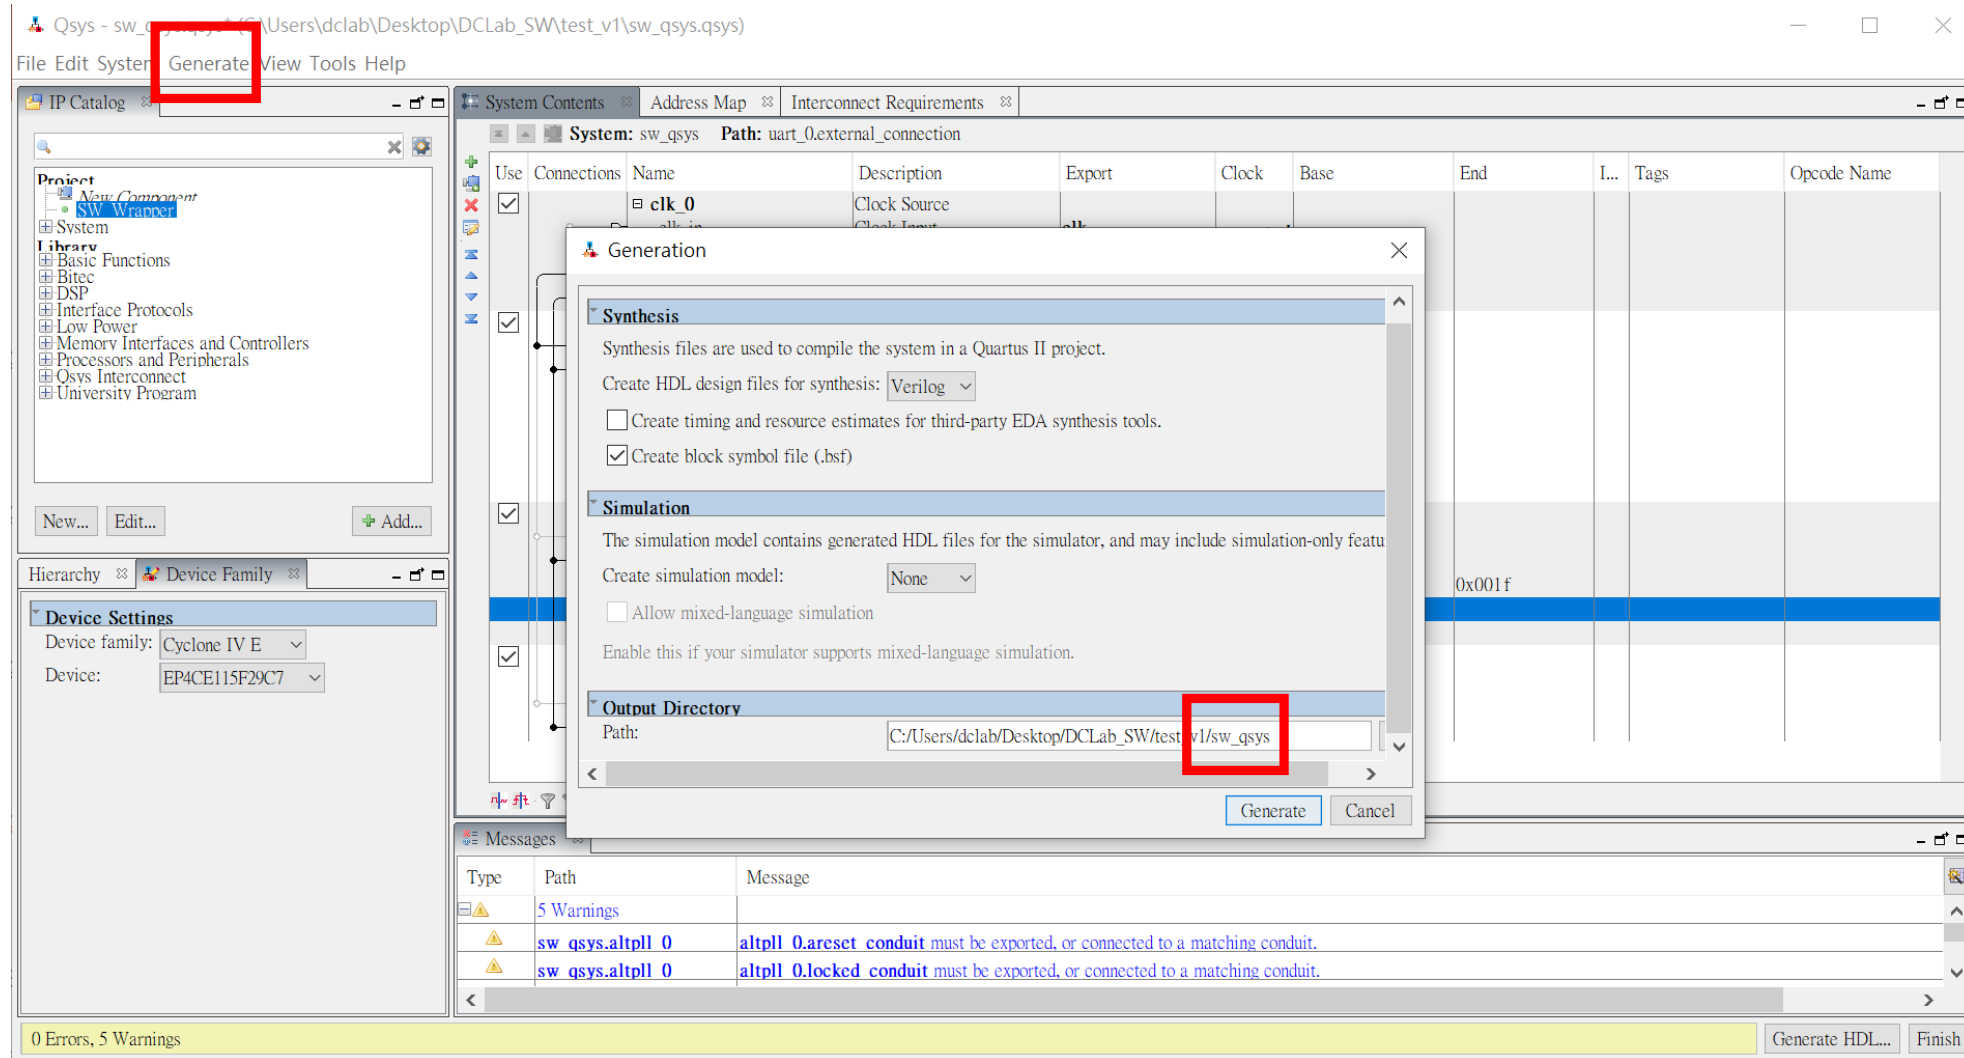 Qsys - sw_qsys.qsys* (C:\Users\dclab\Desktop\DCLab_SW\test_v1\sw_qsys.qsys)
File Edit System Generate View Tools Help
IP Catalog
System Contents Address Map Interconnect Requirements
System: sw_qsys Path: uart_0.external_connection
Use Connections Name Description Export Clock Base End I... Tags Opcode Name
Project
New Component
SW_Wrapper
System
Library
Basic Functions
Bitec
DSP
Interface Protocols
Low Power
Memory Interfaces and Controllers
Processors and Peripherals
Qsys Interconnect
University Program
New... Edit... Add...
clk_0 Clock Source
clk_in Clock Input clk
0x001f
Hierarchy Device Family
Device Settings
Device family: Cyclone IV E
Device: EP4CE115F29C7
Generation
Synthesis
Synthesis files are used to compile the system in a Quartus II project.
Create HDL design files for synthesis: Verilog
Create timing and resource estimates for third-party EDA synthesis tools.
Create block symbol file (.bsf)
Simulation
The simulation model contains generated HDL files for the simulator, and may include simulation-only featu
Create simulation model: None
Allow mixed-language simulation
Enable this if your simulator supports mixed-language simulation.
Output Directory
Path: C:/Users/dclab/Desktop/DCLab_SW/test_v1/sw_qsys
Generate Cancel
Messages
Type Path Message
5 Warnings
sw_qsys.altpll_0 altpll_0.areset_conduit must be exported, or connected to a matching conduit.
sw_qsys.altpll_0 altpll_0.locked_conduit must be exported, or connected to a matching conduit.
0 Errors, 5 Warnings
Generate HDL... Finish